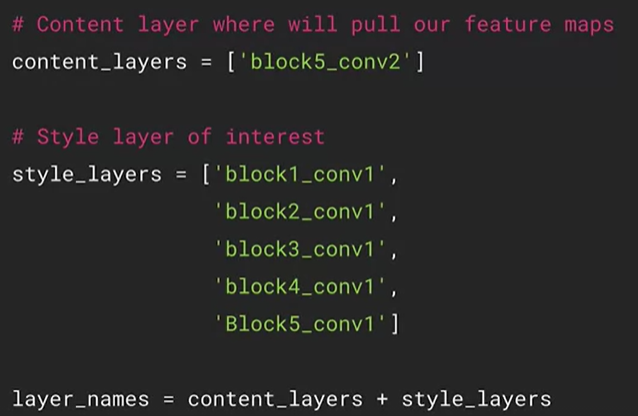 # Content layer where will pull our feature maps
content_layers = ['block5_conv2']
# Style layer of interest
style_layers = ['block1_conv1',
'block2_conv1',
'block3_conv1',
'block4_conv1',
'Block5_conv1']
layer_names = content_layers + style_layers